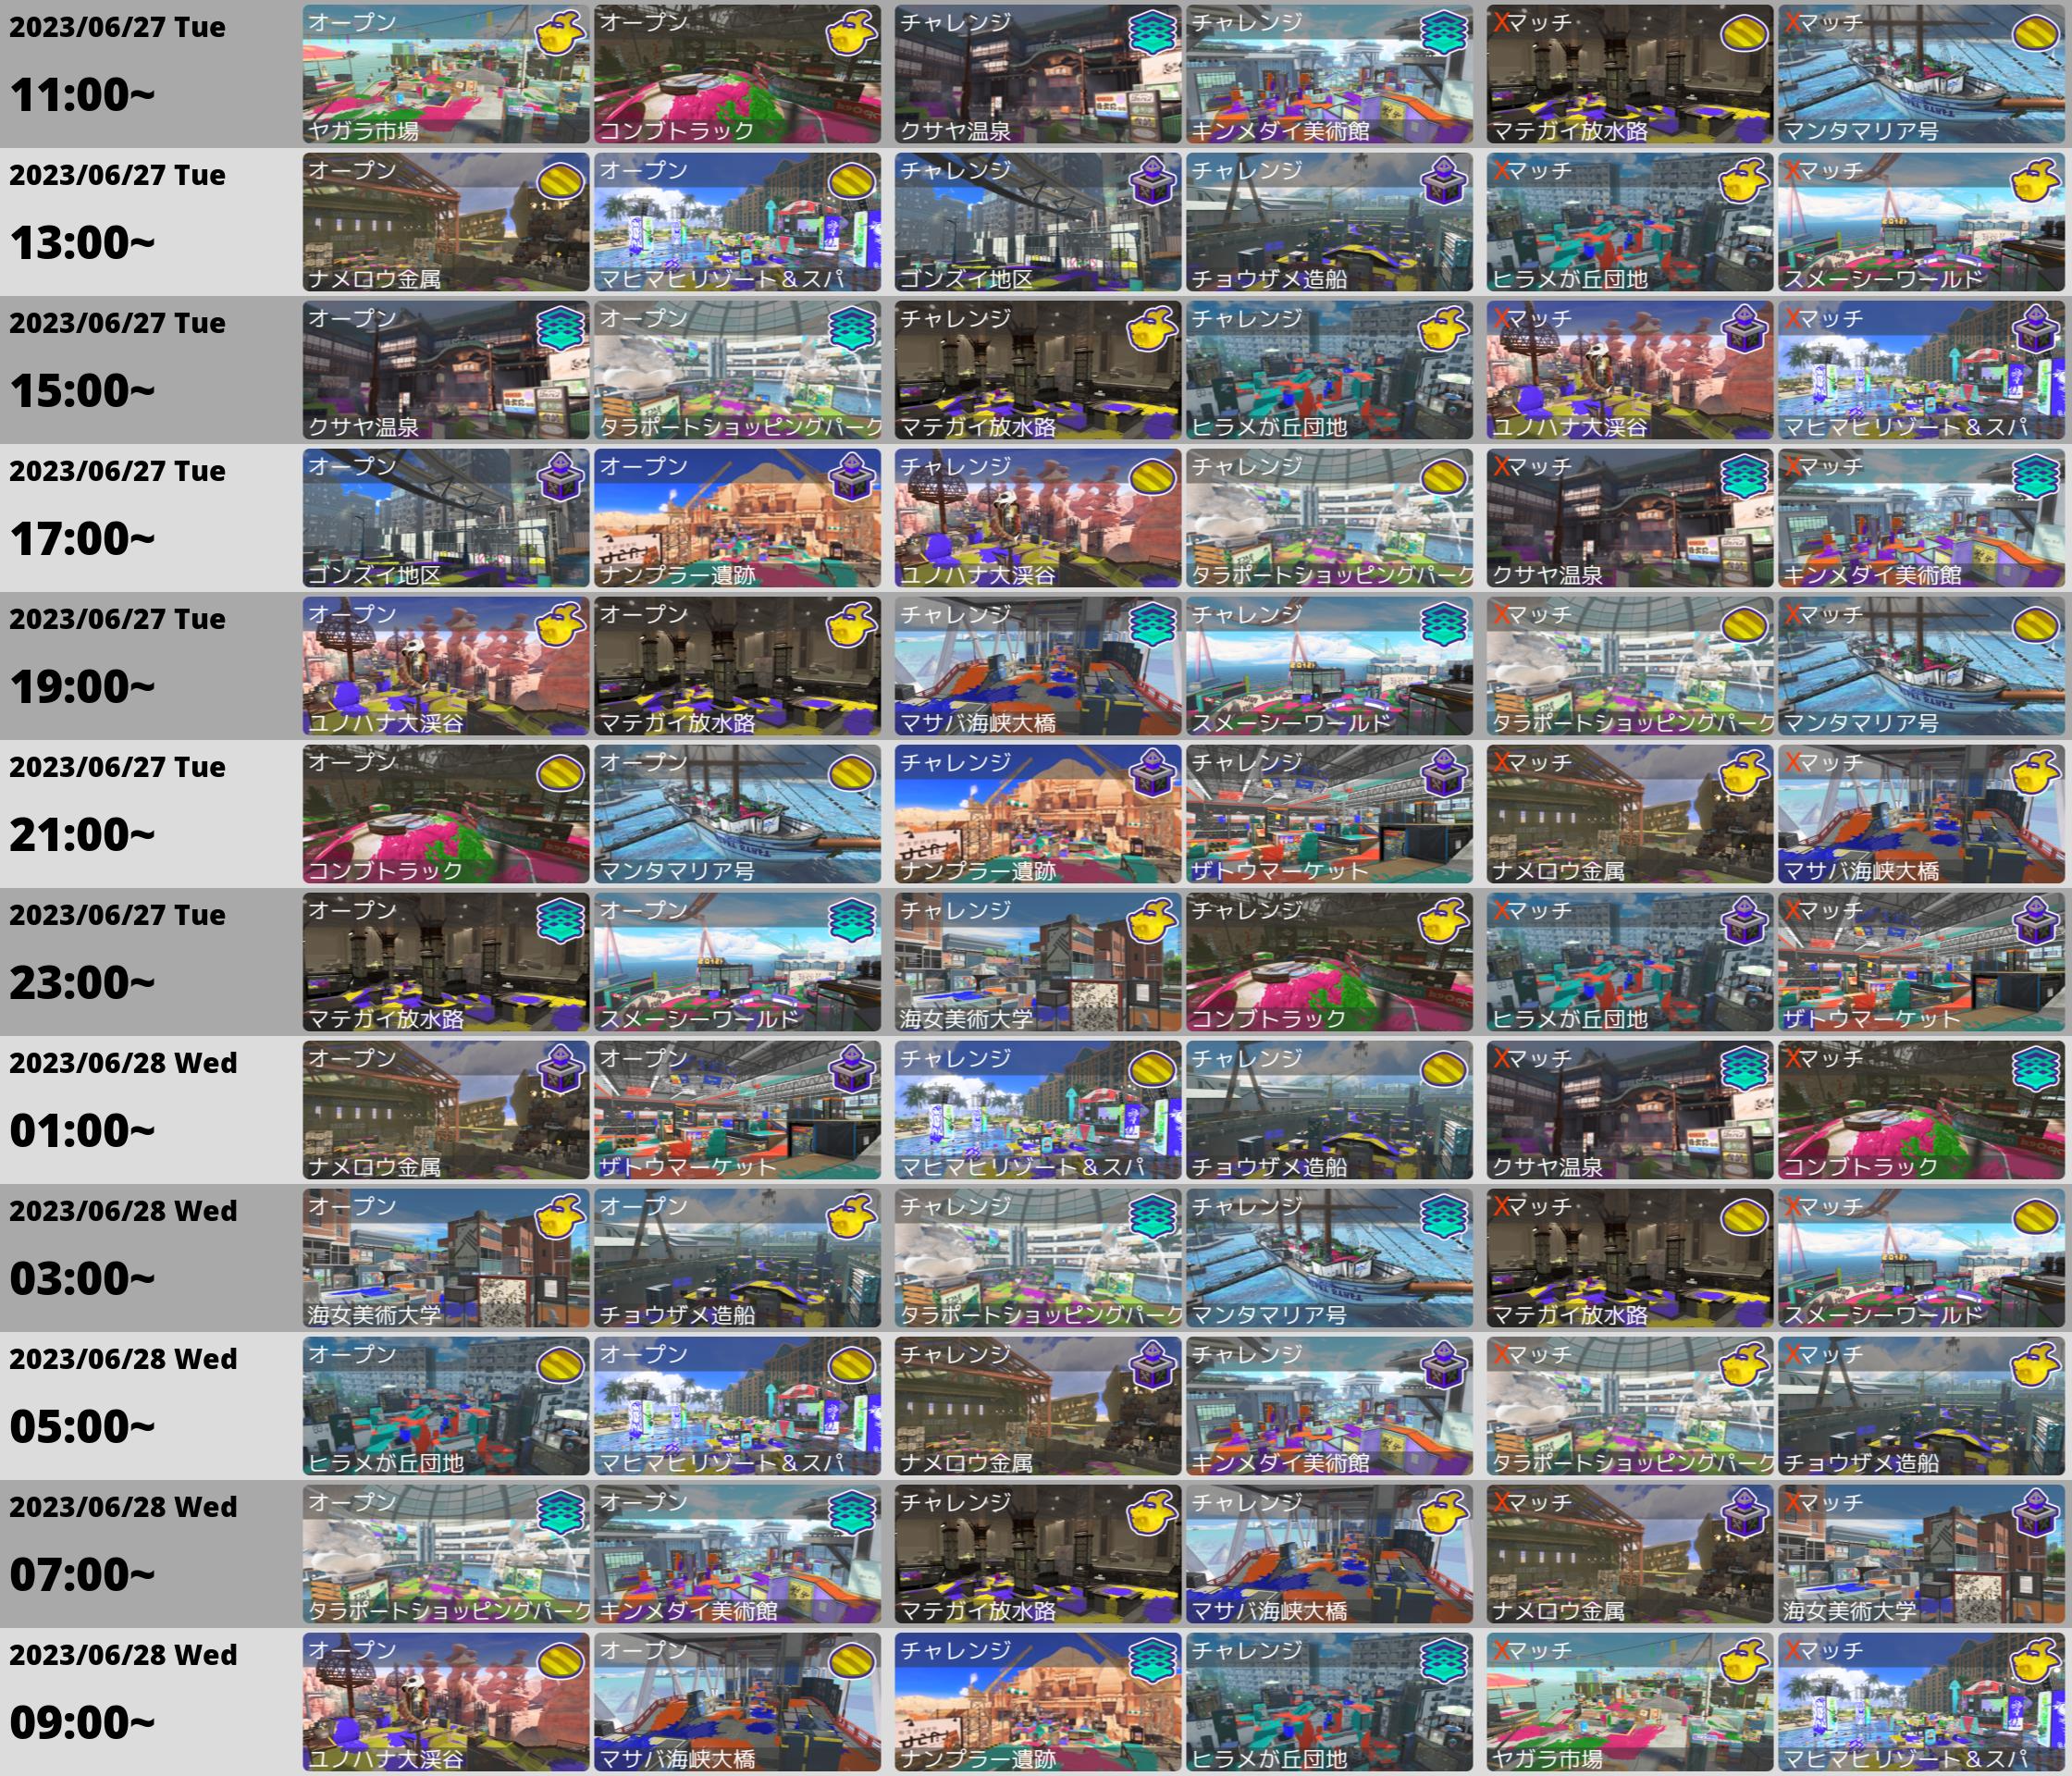 2023/06/27 Tue
11:00~
オープン オープン チャレンジ チャレンジ Xマッチ Xマッチ
ヤガラ市場 コンブトラック クサヤ温泉 キンメダイ美術館 マテガイ放水路 マンタマリア号
2023/06/27 Tue
13:00~
オープン オープン チャレンジ チャレンジ Xマッチ Xマッチ
ナメロウ金属 マヒマヒリゾート＆スパ ゴンズイ地区 チョウザメ造船 ヒラメが丘団地 スメーシーワールド
2023/06/27 Tue
15:00~
オープン オープン チャレンジ チャレンジ Xマッチ Xマッチ
クサヤ温泉 タラポートショッピングパーク マテガイ放水路 ヒラメが丘団地 ユノハナ大渓谷 マヒマヒリゾート＆スパ
2023/06/27 Tue
17:00~
オープン オープン チャレンジ チャレンジ Xマッチ Xマッチ
ゴンズイ地区 ナンプラー遺跡 ユノハナ大渓谷 タラポートショッピングパーク クサヤ温泉 キンメダイ美術館
2023/06/27 Tue
19:00~
オープン オープン チャレンジ チャレンジ Xマッチ Xマッチ
ユノハナ大渓谷 マテガイ放水路 マサバ海峡大橋 スメーシーワールド タラポートショッピングパーク マンタマリア号
2023/06/27 Tue
21:00~
オープン オープン チャレンジ チャレンジ Xマッチ Xマッチ
コンブトラック マンタマリア号 ナンプラー遺跡 ザトウマーケット ナメロウ金属 マサバ海峡大橋
2023/06/27 Tue
23:00~
オープン オープン チャレンジ チャレンジ Xマッチ Xマッチ
マテガイ放水路 スメーシーワールド 海女美術大学 コンブトラック ヒラメが丘団地 ザトウマーケット
2023/06/28 Wed
01:00~
オープン オープン チャレンジ チャレンジ Xマッチ Xマッチ
ナメロウ金属 ザトウマーケット マヒマヒリゾート＆スパ チョウザメ造船 クサヤ温泉 コンブトラック
2023/06/28 Wed
03:00~
オープン オープン チャレンジ チャレンジ Xマッチ Xマッチ
海女美術大学 チョウザメ造船 タラポートショッピングパーク マンタマリア号 マテガイ放水路 スメーシーワールド
2023/06/28 Wed
05:00~
オープン オープン チャレンジ チャレンジ Xマッチ Xマッチ
ヒラメが丘団地 マヒマヒリゾート＆スパ ナメロウ金属 キンメダイ美術館 タラポートショッピングパーク チョウザメ造船
2023/06/28 Wed
07:00~
オープン オープン チャレンジ チャレンジ Xマッチ Xマッチ
タラポートショッピングパーク キンメダイ美術館 マテガイ放水路 マサバ海峡大橋 ナメロウ金属 海女美術大学
2023/06/28 Wed
09:00~
オープン オープン チャレンジ チャレンジ Xマッチ Xマッチ
ユノハナ大渓谷 マサバ海峡大橋 ナンプラー遺跡 ヒラメが丘団地 ヤガラ市場 マヒマヒリゾート＆スパ